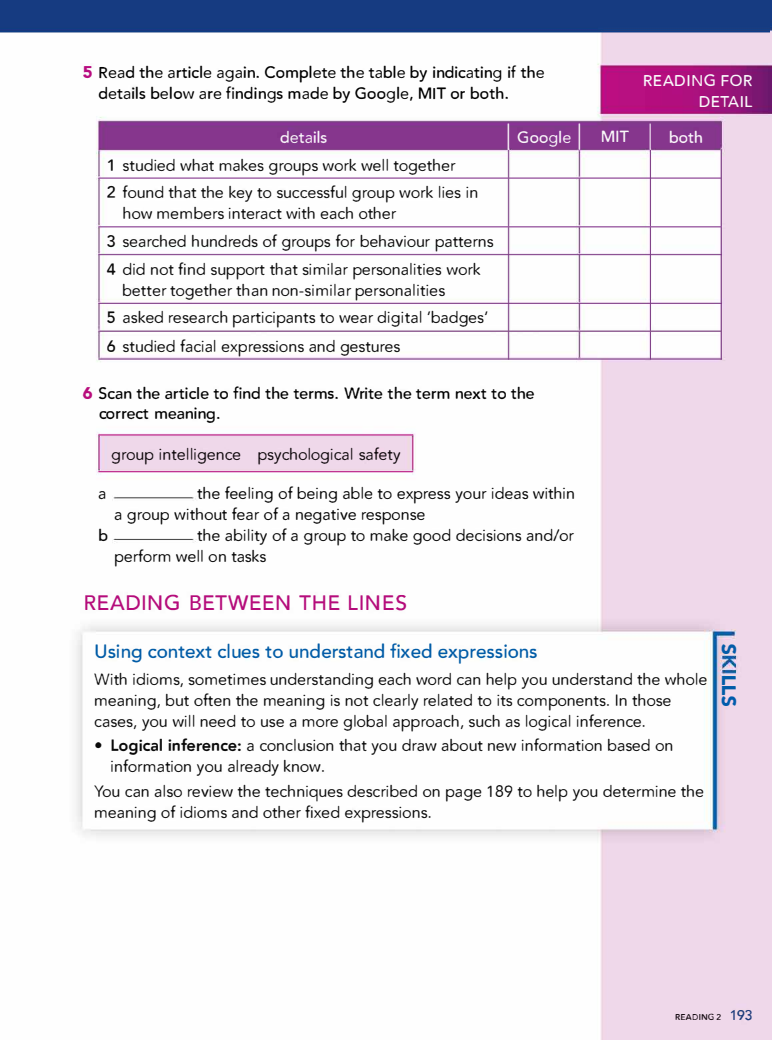 5 Read the article again. Complete the table by indicating if the
details below are findings made by Google, MIT or both.
READING FOR
DETAIL
details Google MIT both
1 studied what makes groups work well together
2 found that the key to successful group work lies in
how members interact with each other
3 searched hundreds of groups for behaviour patterns
4 did not find support that similar personalities work
better together than non-similar personalities
5 asked research participants to wear digital ‘badges’
6 studied facial expressions and gestures
6 Scan the article to find the terms. Write the term next to the
correct meaning.
group intelligence psychological safety
a __________ the feeling of being able to express your ideas within
a group without fear of a negative response
b __________ the ability of a group to make good decisions and/or
perform well on tasks
READING BETWEEN THE LINES
SKILLS
Using context clues to understand fixed expressions
With idioms, sometimes understanding each word can help you understand the whole
meaning, but often the meaning is not clearly related to its components. In those
cases, you will need to use a more global approach, such as logical inference.
• Logical inference: a conclusion that you draw about new information based on
information you already know.
You can also review the techniques described on page 189 to help you determine the
meaning of idioms and other fixed expressions.
READING 2 193